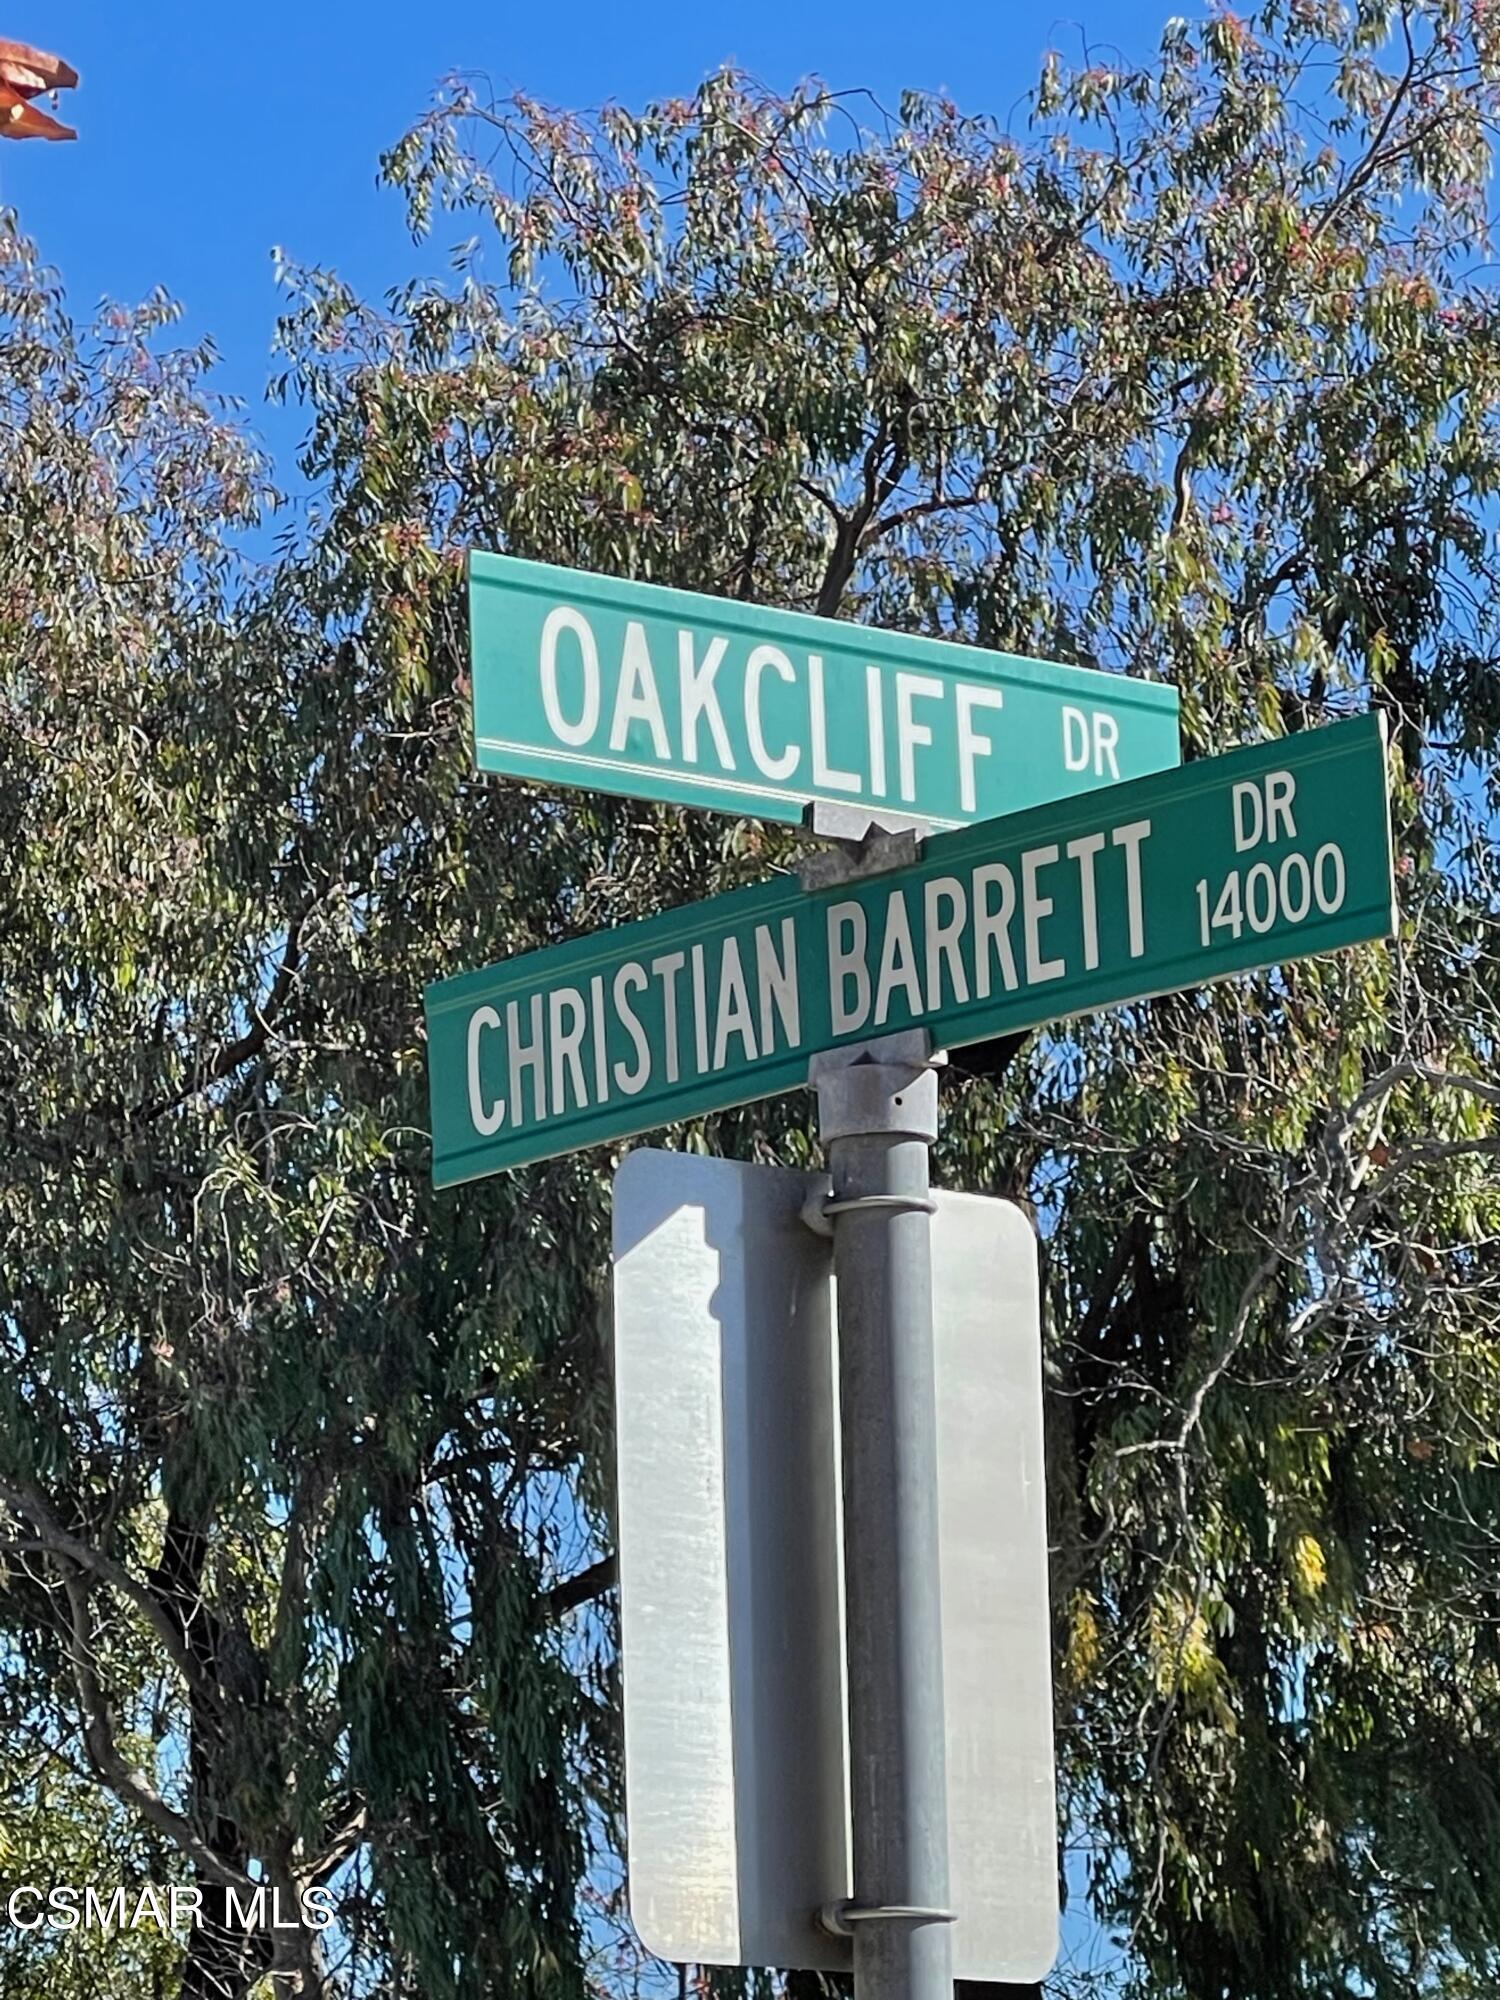 OAKCLIFF DR
CHRISTIAN BARRETT DR
14000
CSMAR MLS